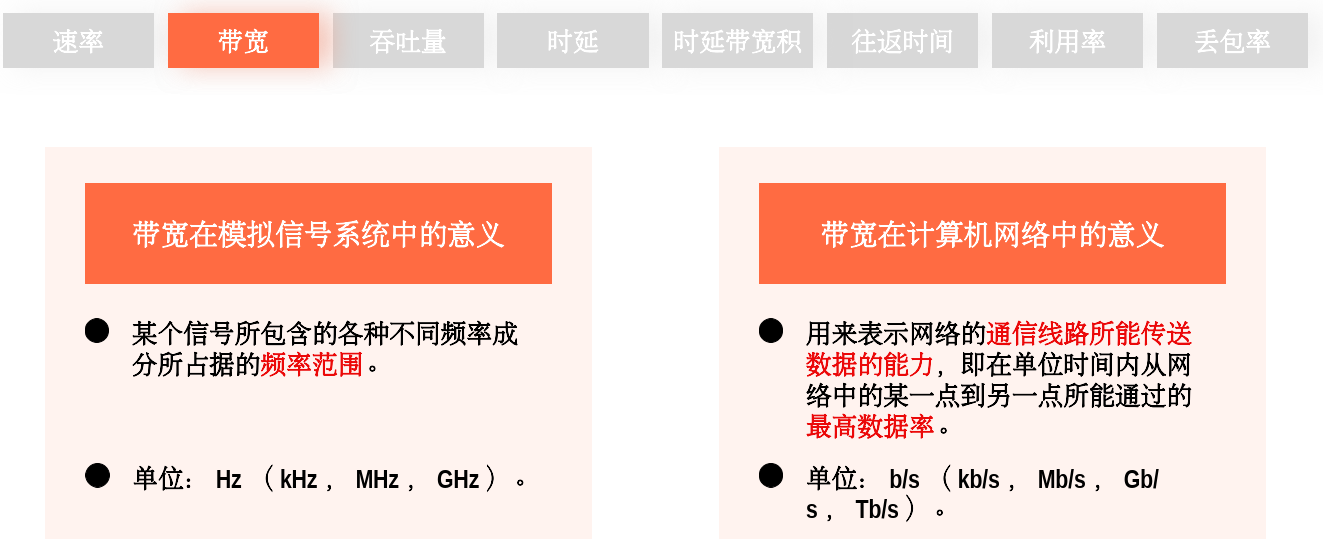 速率 带宽 吞吐量 时延 时延带宽积 往返时间 利用率 丢包率
带宽在模拟信号系统中的意义
某个信号所包含的各种不同频率成
分所占据的频率范围。
单位： Hz （kHz ， MHz ， GHz ） 。
带宽在计算机网络中的意义
用来表示网络的通信线路所能传送
数据的能力，即在单位时间内从网
络中的某一点到另一点所能通过的
最高数据率。
单位： b/s （kb/s ， Mb/s ， Gb/
s ， Tb/s ） 。